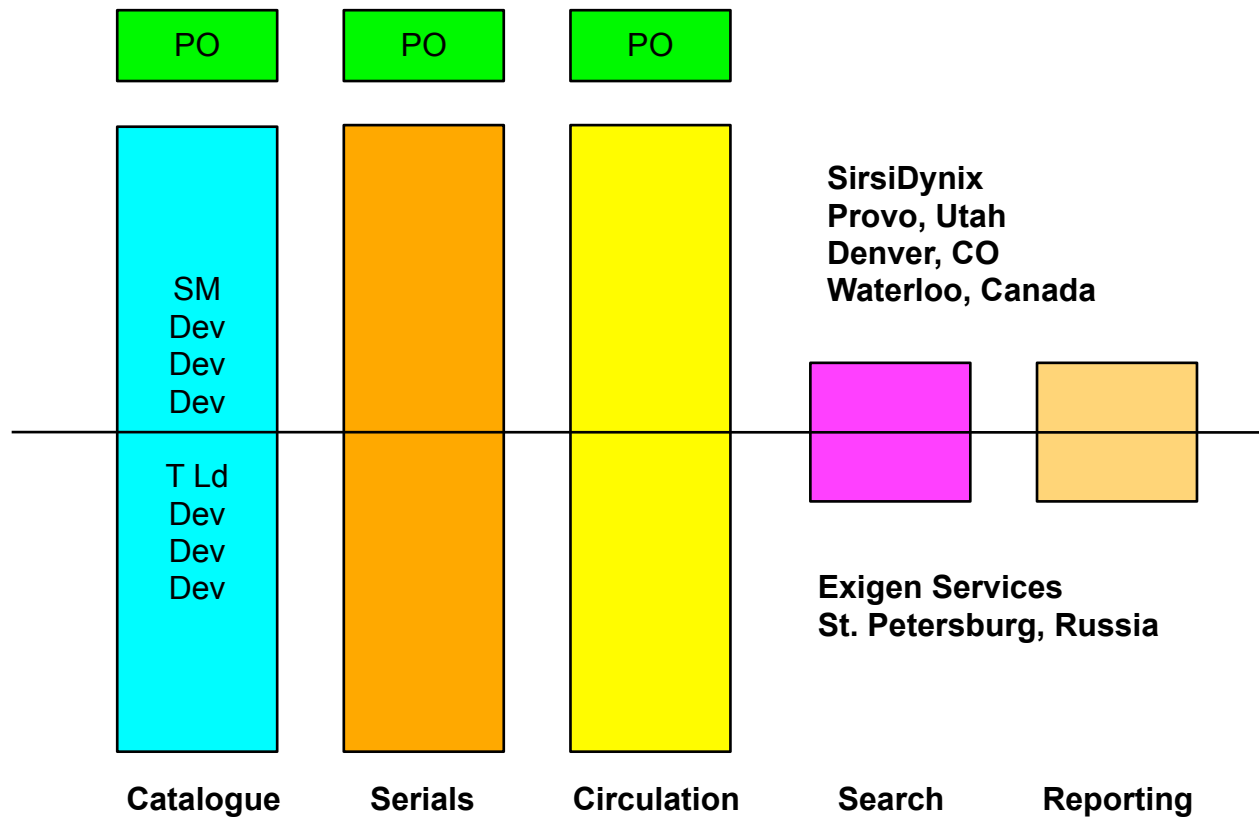 PO
PO
PO
SM
Dev
Dev
Dev
T Ld
Dev
Dev
Dev
SirsiDynix
Provo, Utah
Denver, CO
Waterloo, Canada
Exigen Services
St. Petersburg, Russia
Catalogue
Serials
Circulation
Search
Reporting